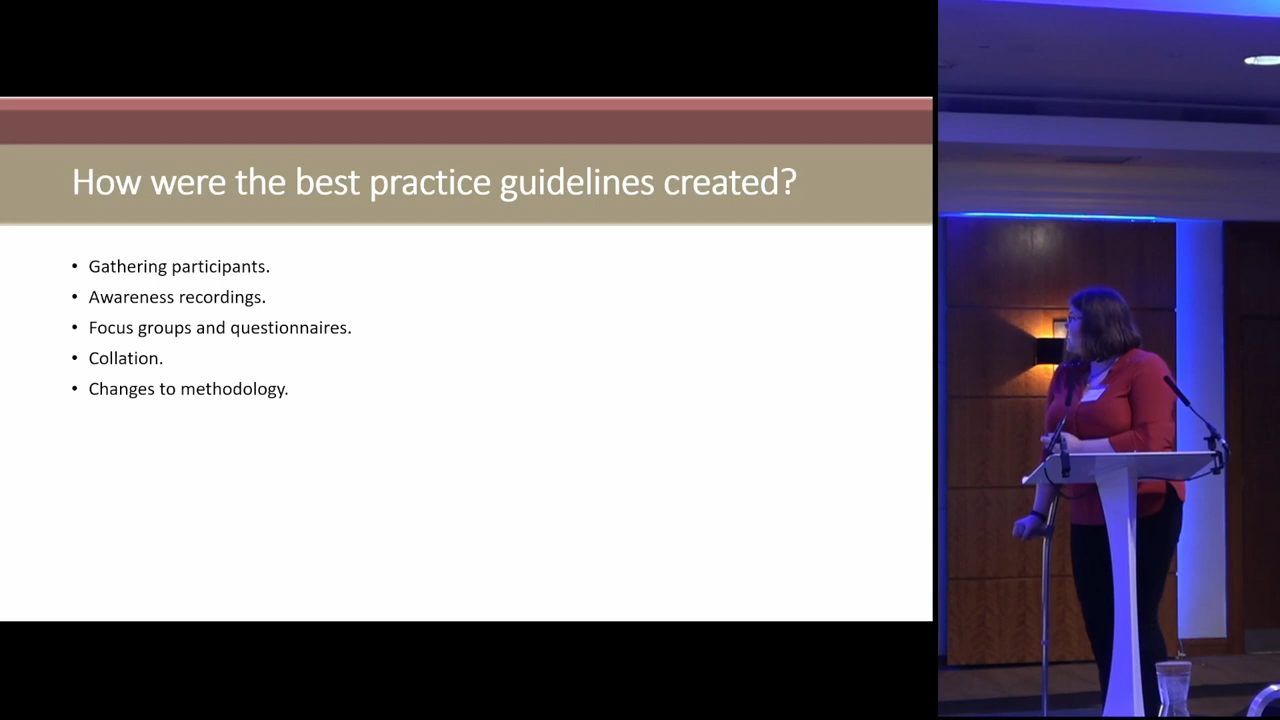 How were the best practice guidelines created?
• Gathering participants.
• Awareness recordings.
• Focus groups and questionnaires.
• Collation.
• Changes to methodology.